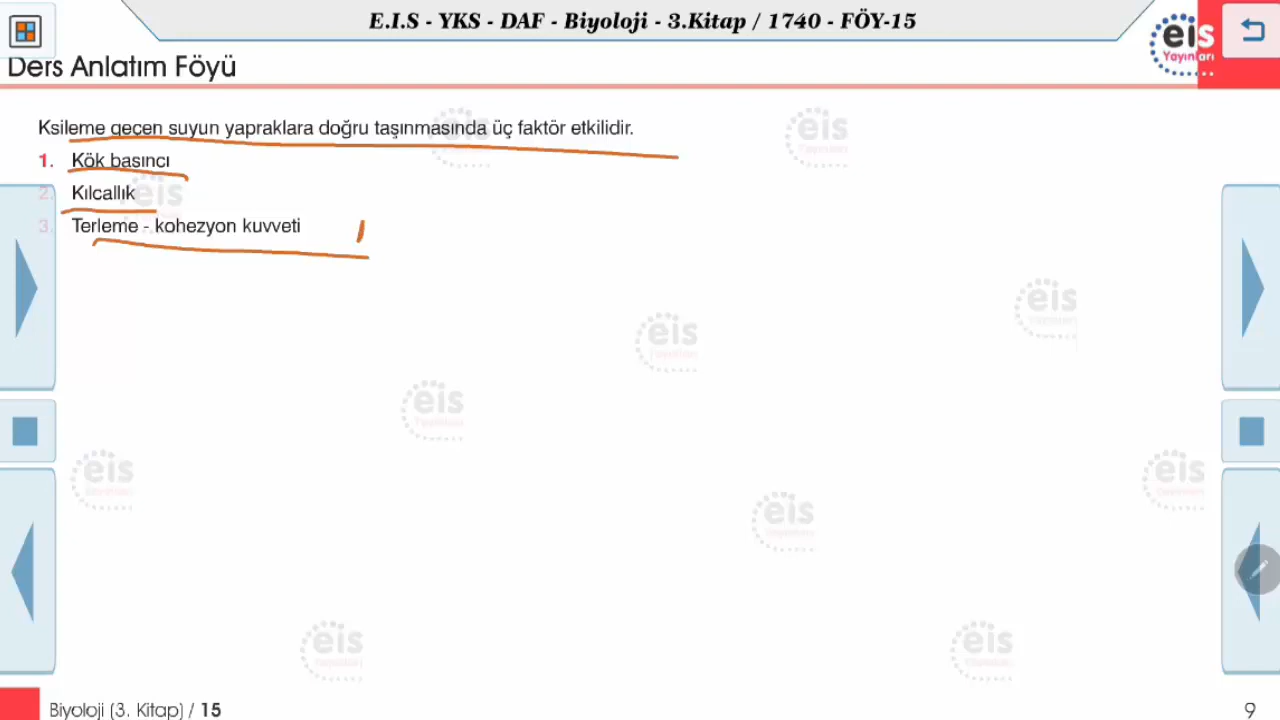 E.I.S - YKS - DAF - Biyoloji - 3.Kitap / 1740 - FÖY-15
eis
Yayınları
Ders Anlatım Föyü
Ksileme geçen suyun yapraklara doğru taşınmasında üç faktör etkilidir.
1. Kök basıncı
2. Kılcallık
3. Terleme - kohezyon kuvveti
Biyoloji (3. Kitap) / 15
9